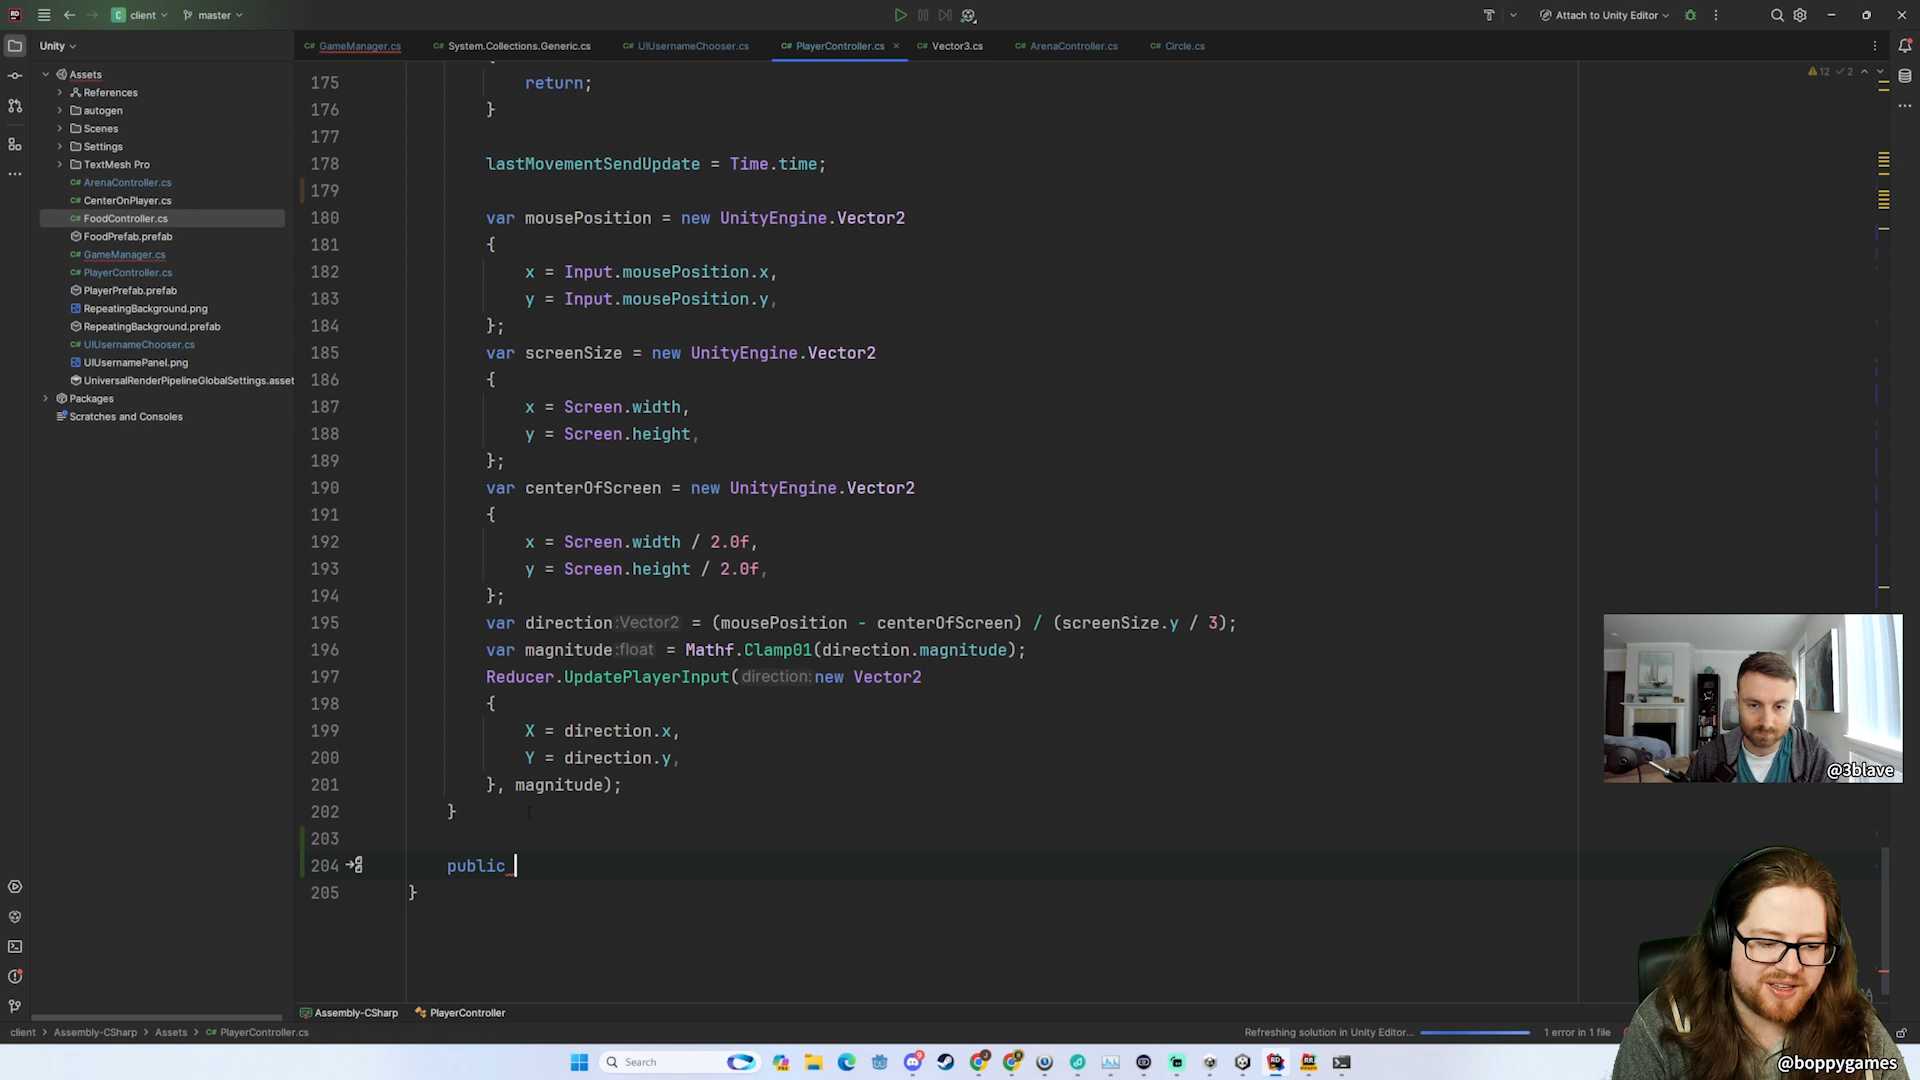 client
master
Attach to Unity Editor
Unity
GameManager.cs
System.Collections.Generic.cs
UIUsernameChooser.cs
PlayerController.cs
Vector3.cs
ArenaController.cs
Circle.cs
12
2
Assets
References
autogen
Scenes
Settings
TextMesh Pro
ArenaController.cs
CenterOnPlayer.cs
FoodController.cs
FoodPrefab.prefab
GameManager.cs
PlayerController.cs
PlayerPrefab.prefab
RepeatingBackground.png
RepeatingBackground.prefab
UIUsernameChooser.cs
UIUsernamePanel.png
UniversalRenderPipelineGlobalSettings.asset
Packages
Scratches and Consoles
175 return;
176 }
177
178 lastMovementSendUpdate = Time.time;
179
180 var mousePosition = new UnityEngine.Vector2
181 {
182 x = Input.mousePosition.x,
183 y = Input.mousePosition.y,
184 };
185 var screenSize = new UnityEngine.Vector2
186 {
187 x = Screen.width,
188 y = Screen.height,
189 };
190 var centerOfScreen = new UnityEngine.Vector2
191 {
192 x = Screen.width / 2.0f,
193 y = Screen.height / 2.0f,
194 };
195 var direction :Vector2 = (mousePosition - centerOfScreen) / (screenSize.y / 3);
196 var magnitude :float = Mathf.Clamp01(direction.magnitude);
197 Reducer.UpdatePlayerInput( direction: new Vector2
198 {
199 X = direction.x,
200 Y = direction.y,
201 }, magnitude);
202 }
203
204 public
205 }
@3blave
@boppygames
Assembly-CSharp
PlayerController
client
Assembly-CSharp
Assets
PlayerController.cs
Refreshing solution in Unity Editor...
1 error in 1 file
Search